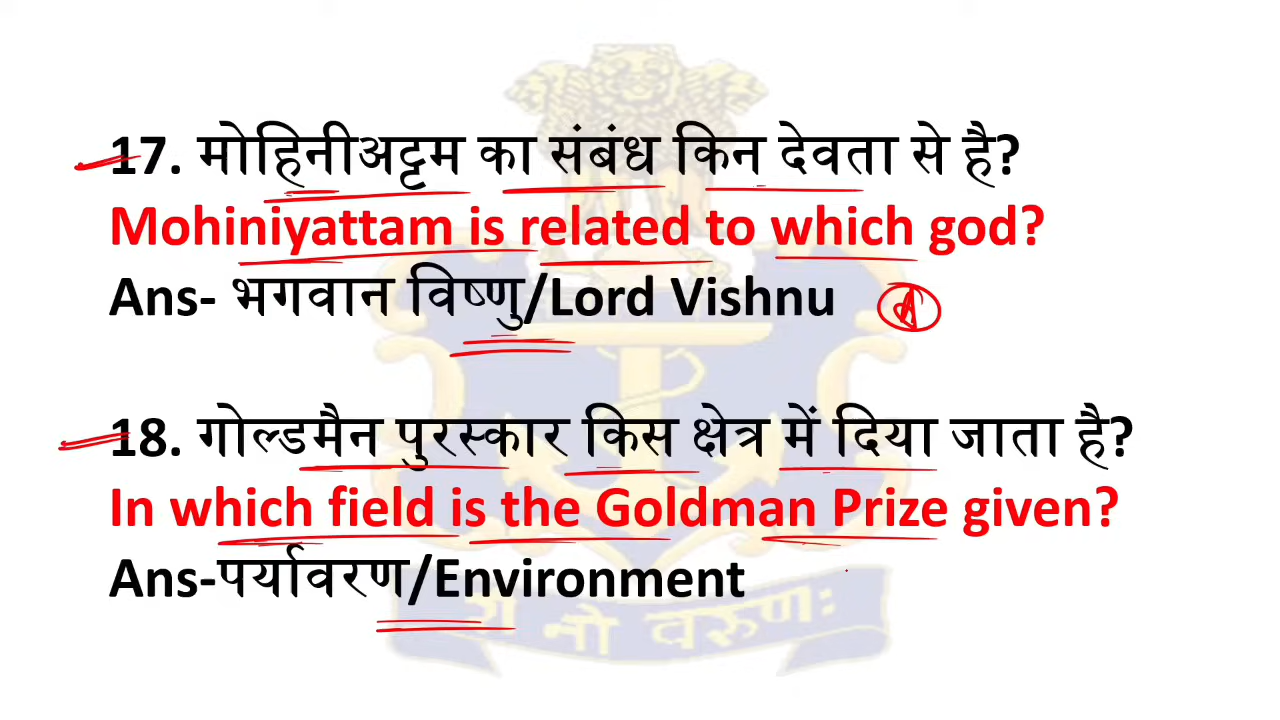 17. मोहिनीअट्टम का संबंध किन देवता से है?
Mohiniyattam is related to which god?
Ans- भगवान विष्णु/Lord Vishnu
18. गोल्डमैन पुरस्कार किस क्षेत्र में दिया जाता है?
In which field is the Goldman Prize given?
Ans-पर्यावरण/Environment
नो वरुणः